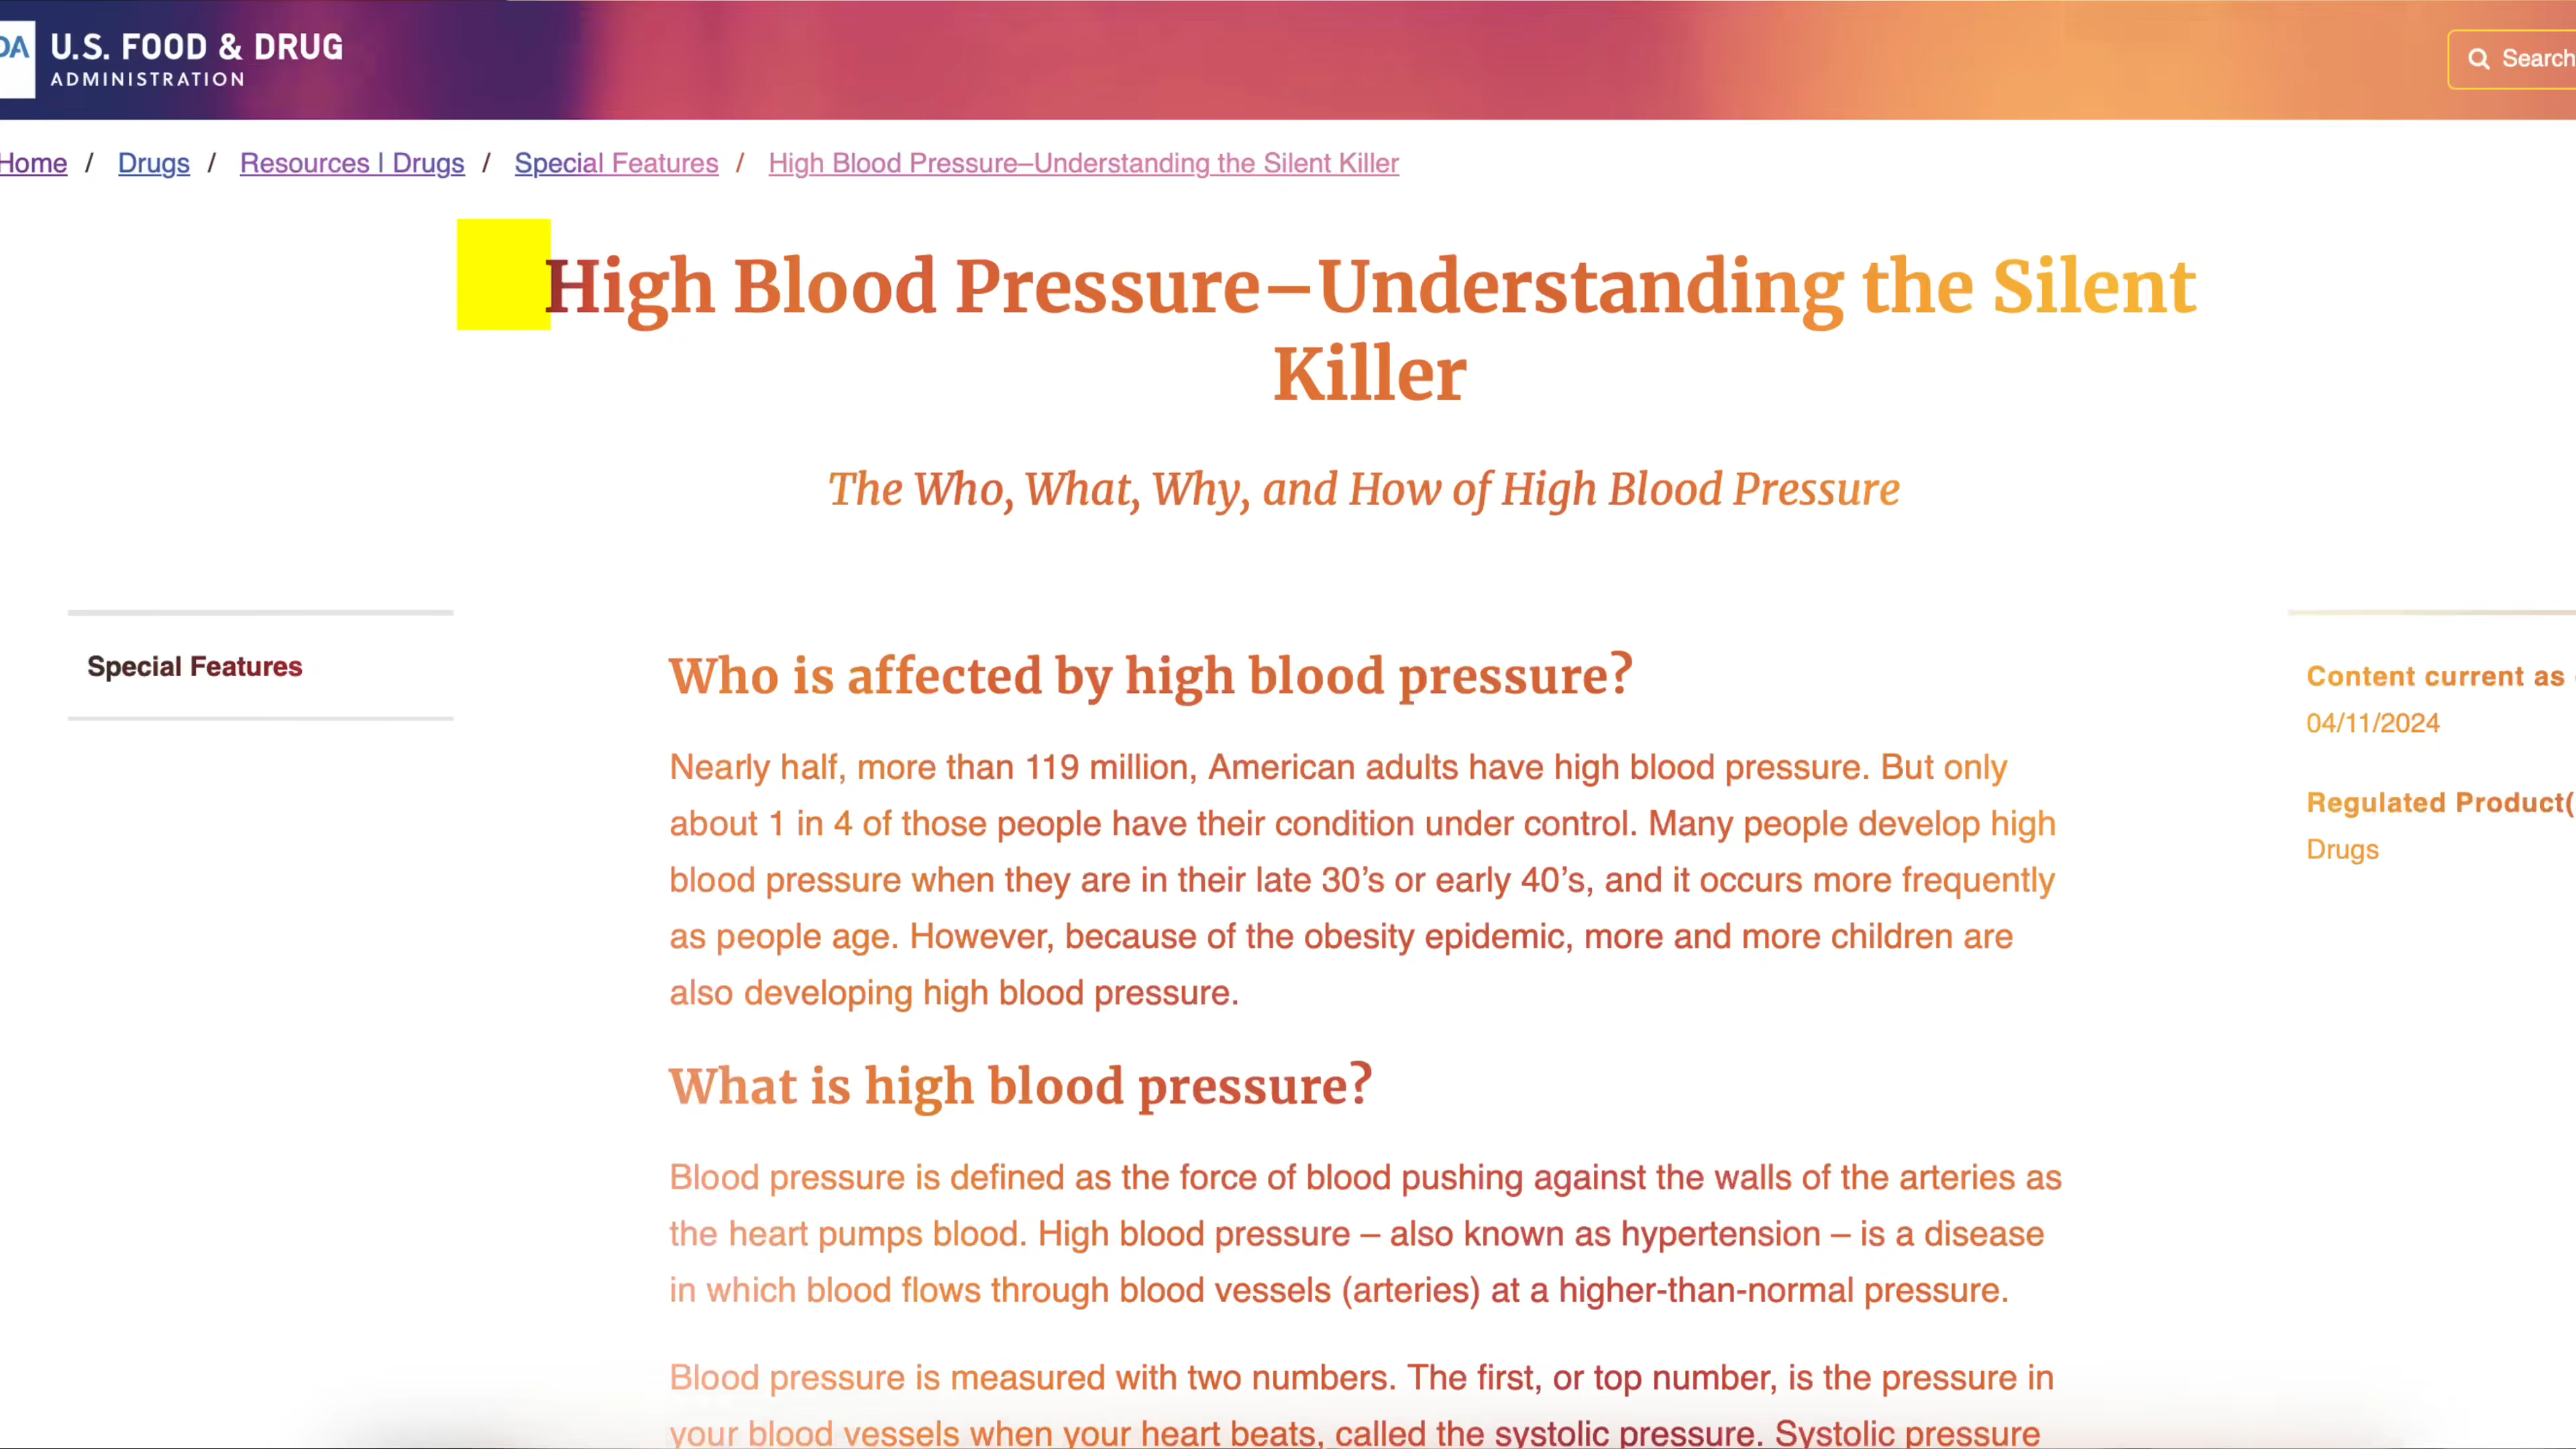 DA U.S. FOOD & DRUG
ADMINISTRATION
Search
Home / Drugs / Resources | Drugs / Special Features / High Blood Pressure–Understanding the Silent Killer
High Blood Pressure–Understanding the Silent
Killer
The Who, What, Why, and How of High Blood Pressure
Special Features
Who is affected by high blood pressure?
Nearly half, more than 119 million, American adults have high blood pressure. But only
about 1 in 4 of those people have their condition under control. Many people develop high
blood pressure when they are in their late 30’s or early 40’s, and it occurs more frequently
as people age. However, because of the obesity epidemic, more and more children are
also developing high blood pressure.
What is high blood pressure?
Blood pressure is defined as the force of blood pushing against the walls of the arteries as
the heart pumps blood. High blood pressure – also known as hypertension – is a disease
in which blood flows through blood vessels (arteries) at a higher-than-normal pressure.
Blood pressure is measured with two numbers. The first, or top number, is the pressure in
your blood vessels when your heart beats, called the systolic pressure. Systolic pressure
Content current as
04/11/2024
Regulated Product(
Drugs